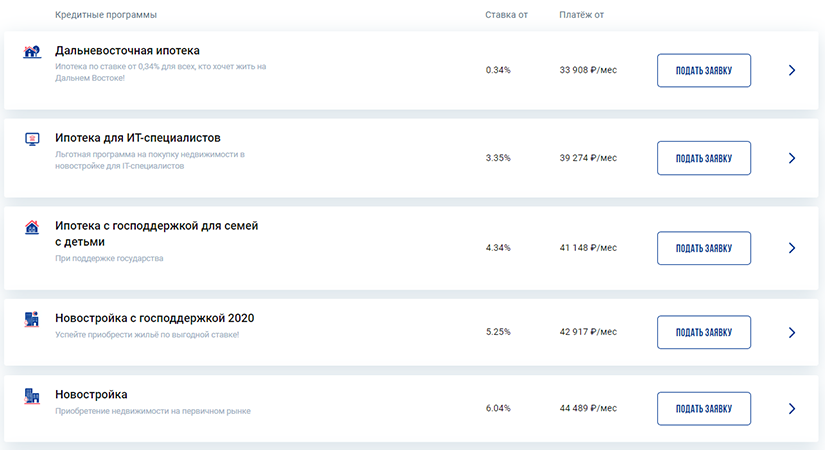 Кредитные программы Ставка от Платёж от
Дальневосточная ипотека
Ипотека по ставке от 0,34% для всех, кто хочет жить на
Дальнем Востоке!
0.34% 33 908 ₽/мес ПОДАТЬ ЗАЯВКУ
Ипотека для ИТ-специалистов
Льготная программа на покупку недвижимости в
новостройке для IT-специалистов
3.35% 39 274 ₽/мес ПОДАТЬ ЗАЯВКУ
Ипотека с господдержкой для семей
с детьми
При поддержке государства
4.34% 41 148 ₽/мес ПОДАТЬ ЗАЯВКУ
Новостройка с господдержкой 2020
Успейте приобрести жильё по выгодной ставке!
5.25% 42 917 ₽/мес ПОДАТЬ ЗАЯВКУ
Новостройка
Приобретение недвижимости на первичном рынке
6.04% 44 489 ₽/мес ПОДАТЬ ЗАЯВКУ